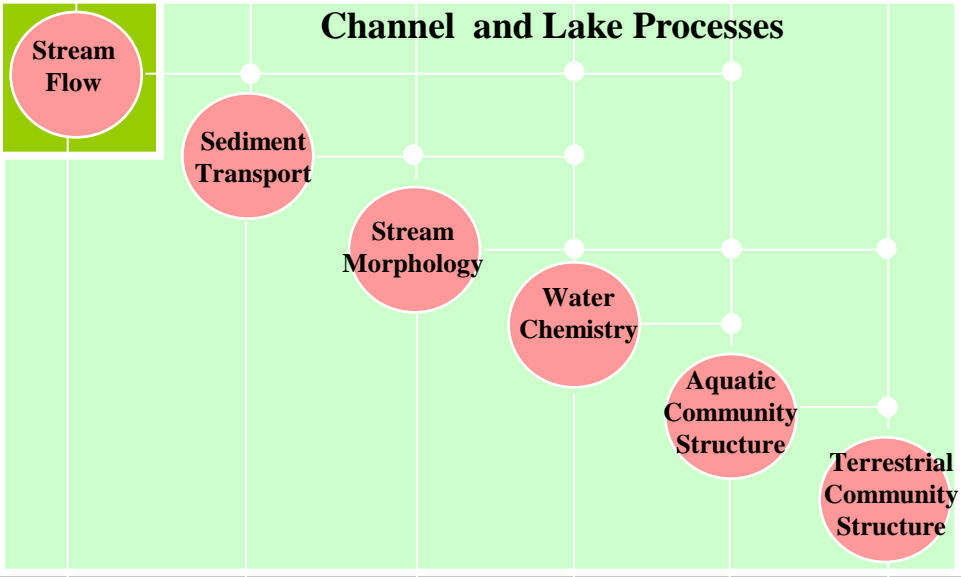 Channel and Lake Processes
Stream
Flow
Sediment
Transport
Stream
Morphology
Water
Chemistry
Aquatic
Community
Structure
Terrestrial
Community
Structure